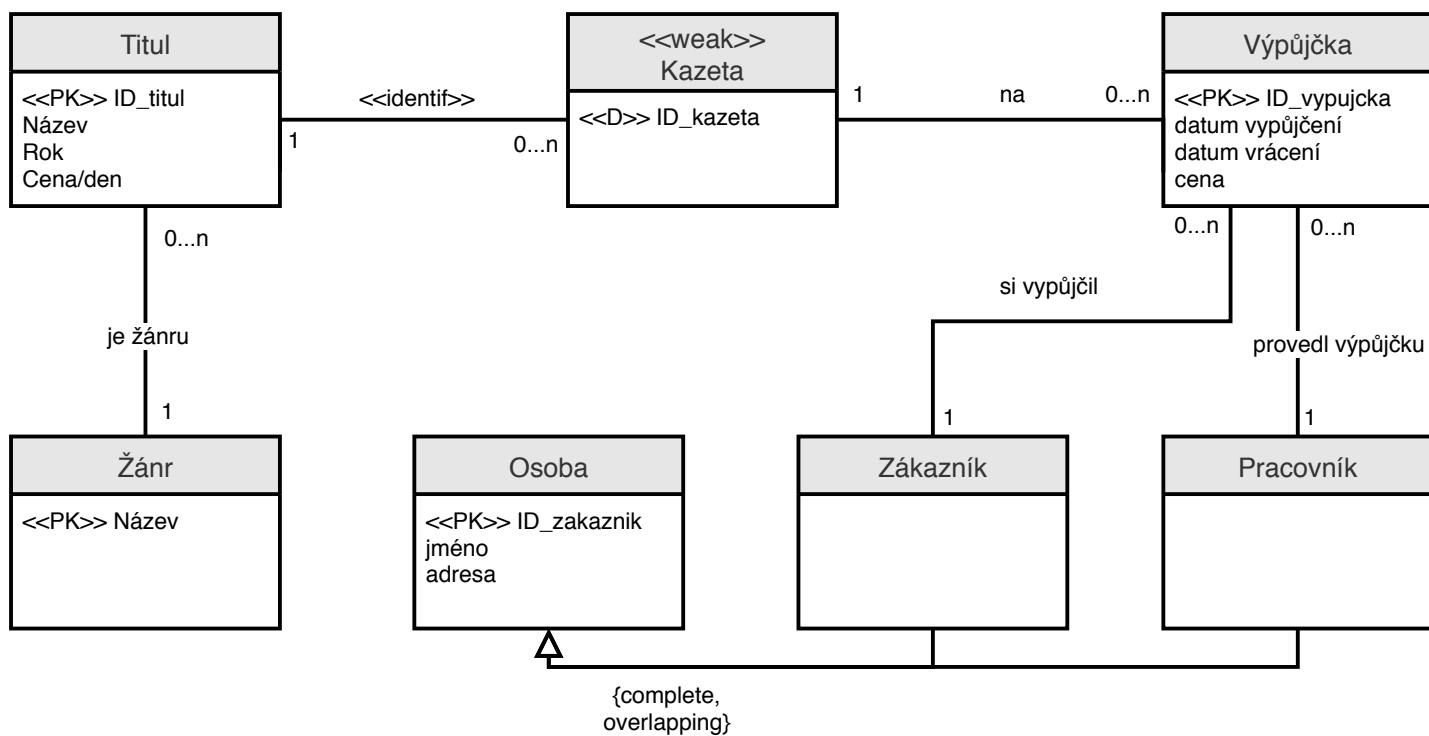 Titul
<<PK>> ID_titul
Název
Rok
Cena/den
<<identif>>
1
0...n
<<weak>>
Kazeta
<<D>> ID_kazeta
1
na
0...n
Výpůjčka
<<PK>> ID_vypujcka
datum vypůjčení
datum vrácení
cena
0...n
0...n
0...n
si vypůjčil
je žánru
provedl výpůjčku
1
1
1
Žánr
<<PK>> Název
Osoba
<<PK>> ID_zakaznik
jméno
adresa
Zákazník
Pracovník
{complete,
overlapping}